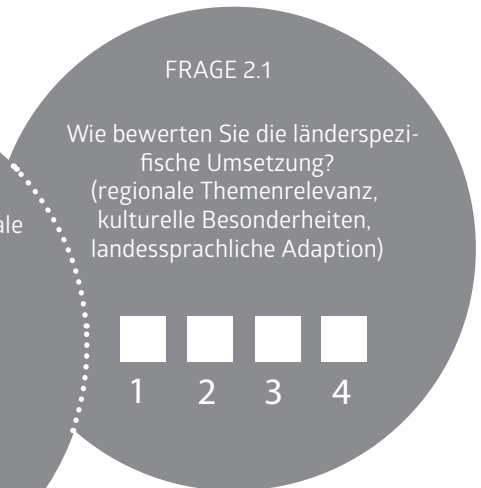 FRAGE 2.1
Wie bewerten Sie die länderspezi-
fische Umsetzung?
(regionale Themenrelevanz,
kulturelle Besonderheiten,
landessprachliche Adaption)
1 2 3 4